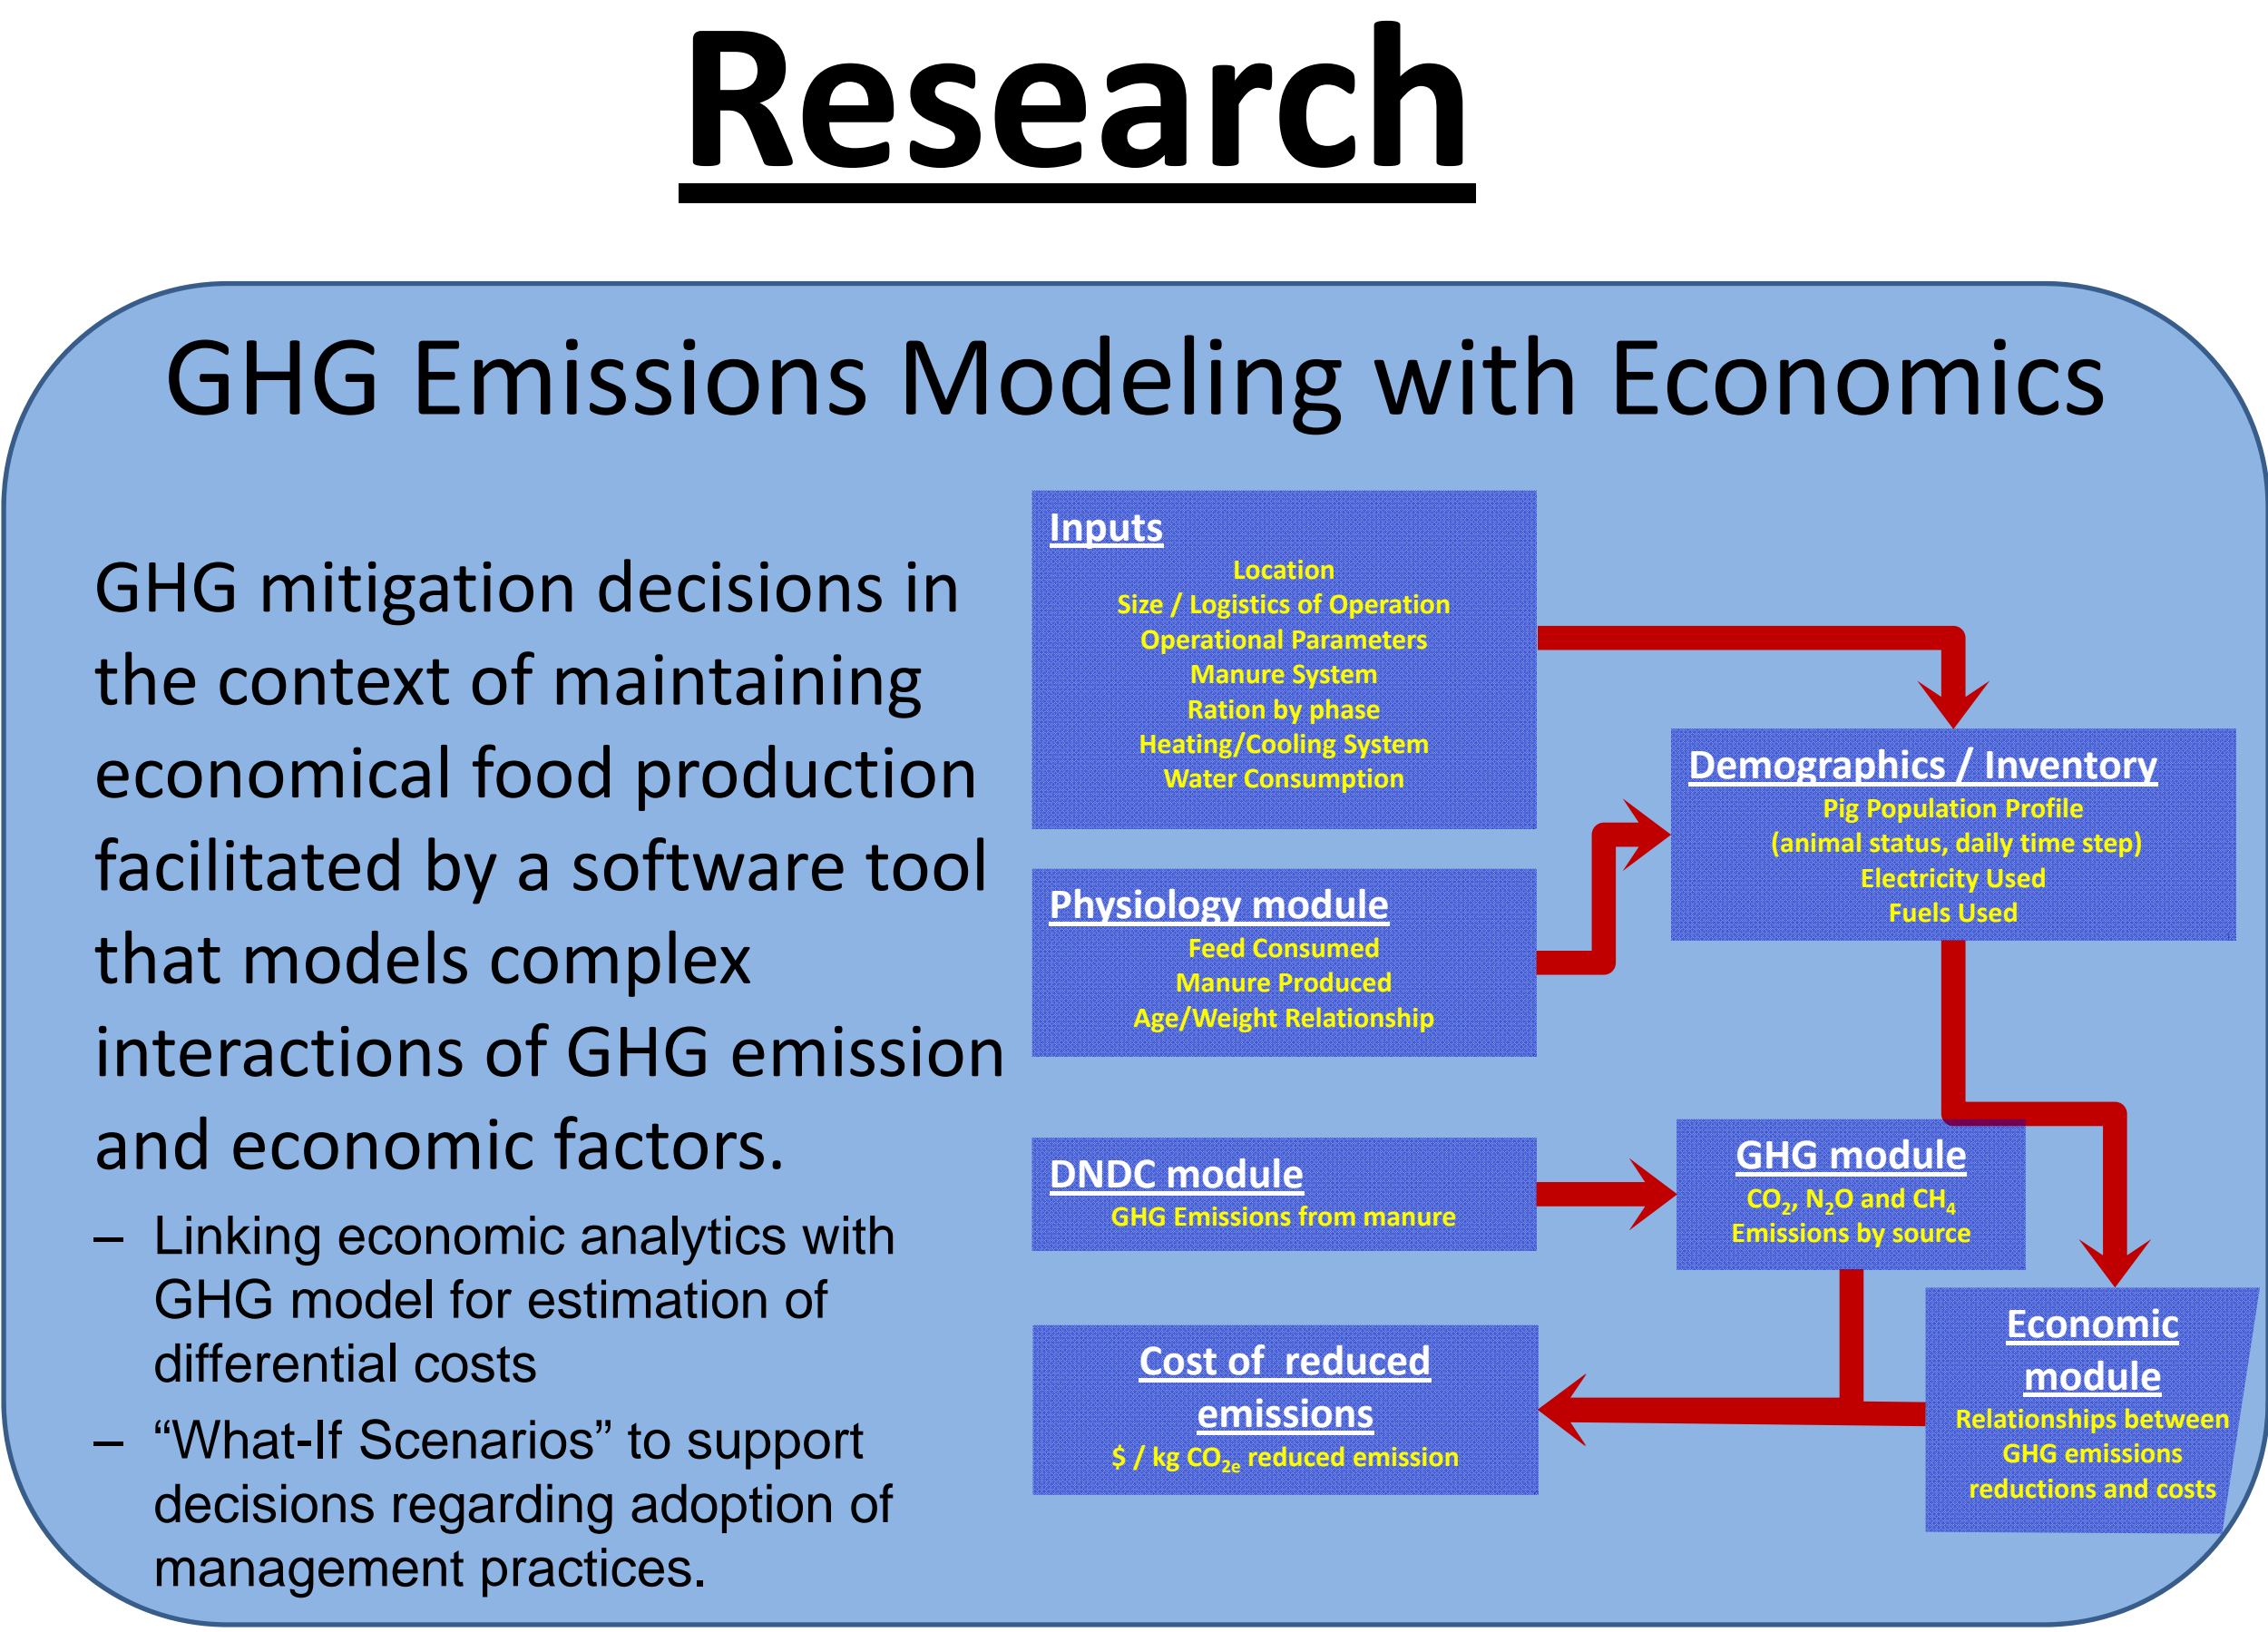 Research
GHG Emissions Modeling with Economics
GHG mitigation decisions in
the context of maintaining
economical food production
facilitated by a software tool
that models complex
interactions of GHG emission
and economic factors.
– Linking economic analytics with
GHG model for estimation of
differential costs
– “What-If Scenarios” to support
decisions regarding adoption of
management practices.
Inputs
Location
Size / Logistics of Operation
Operational Parameters
Manure System
Ration by phase
Heating/Cooling System
Water Consumption
Demographics / Inventory
Pig Population Profile
(animal status, daily time step)
Electricity Used
Fuels Used
Physiology module
Feed Consumed
Manure Produced
Age/Weight Relationship
DNDC module
GHG Emissions from manure
GHG module
CO₂, N₂O and CH₄
Emissions by source
Economic
module
Relationships between
GHG emissions
reductions and costs
Cost of reduced
emissions
$ / kg CO₂ₑ reduced emission